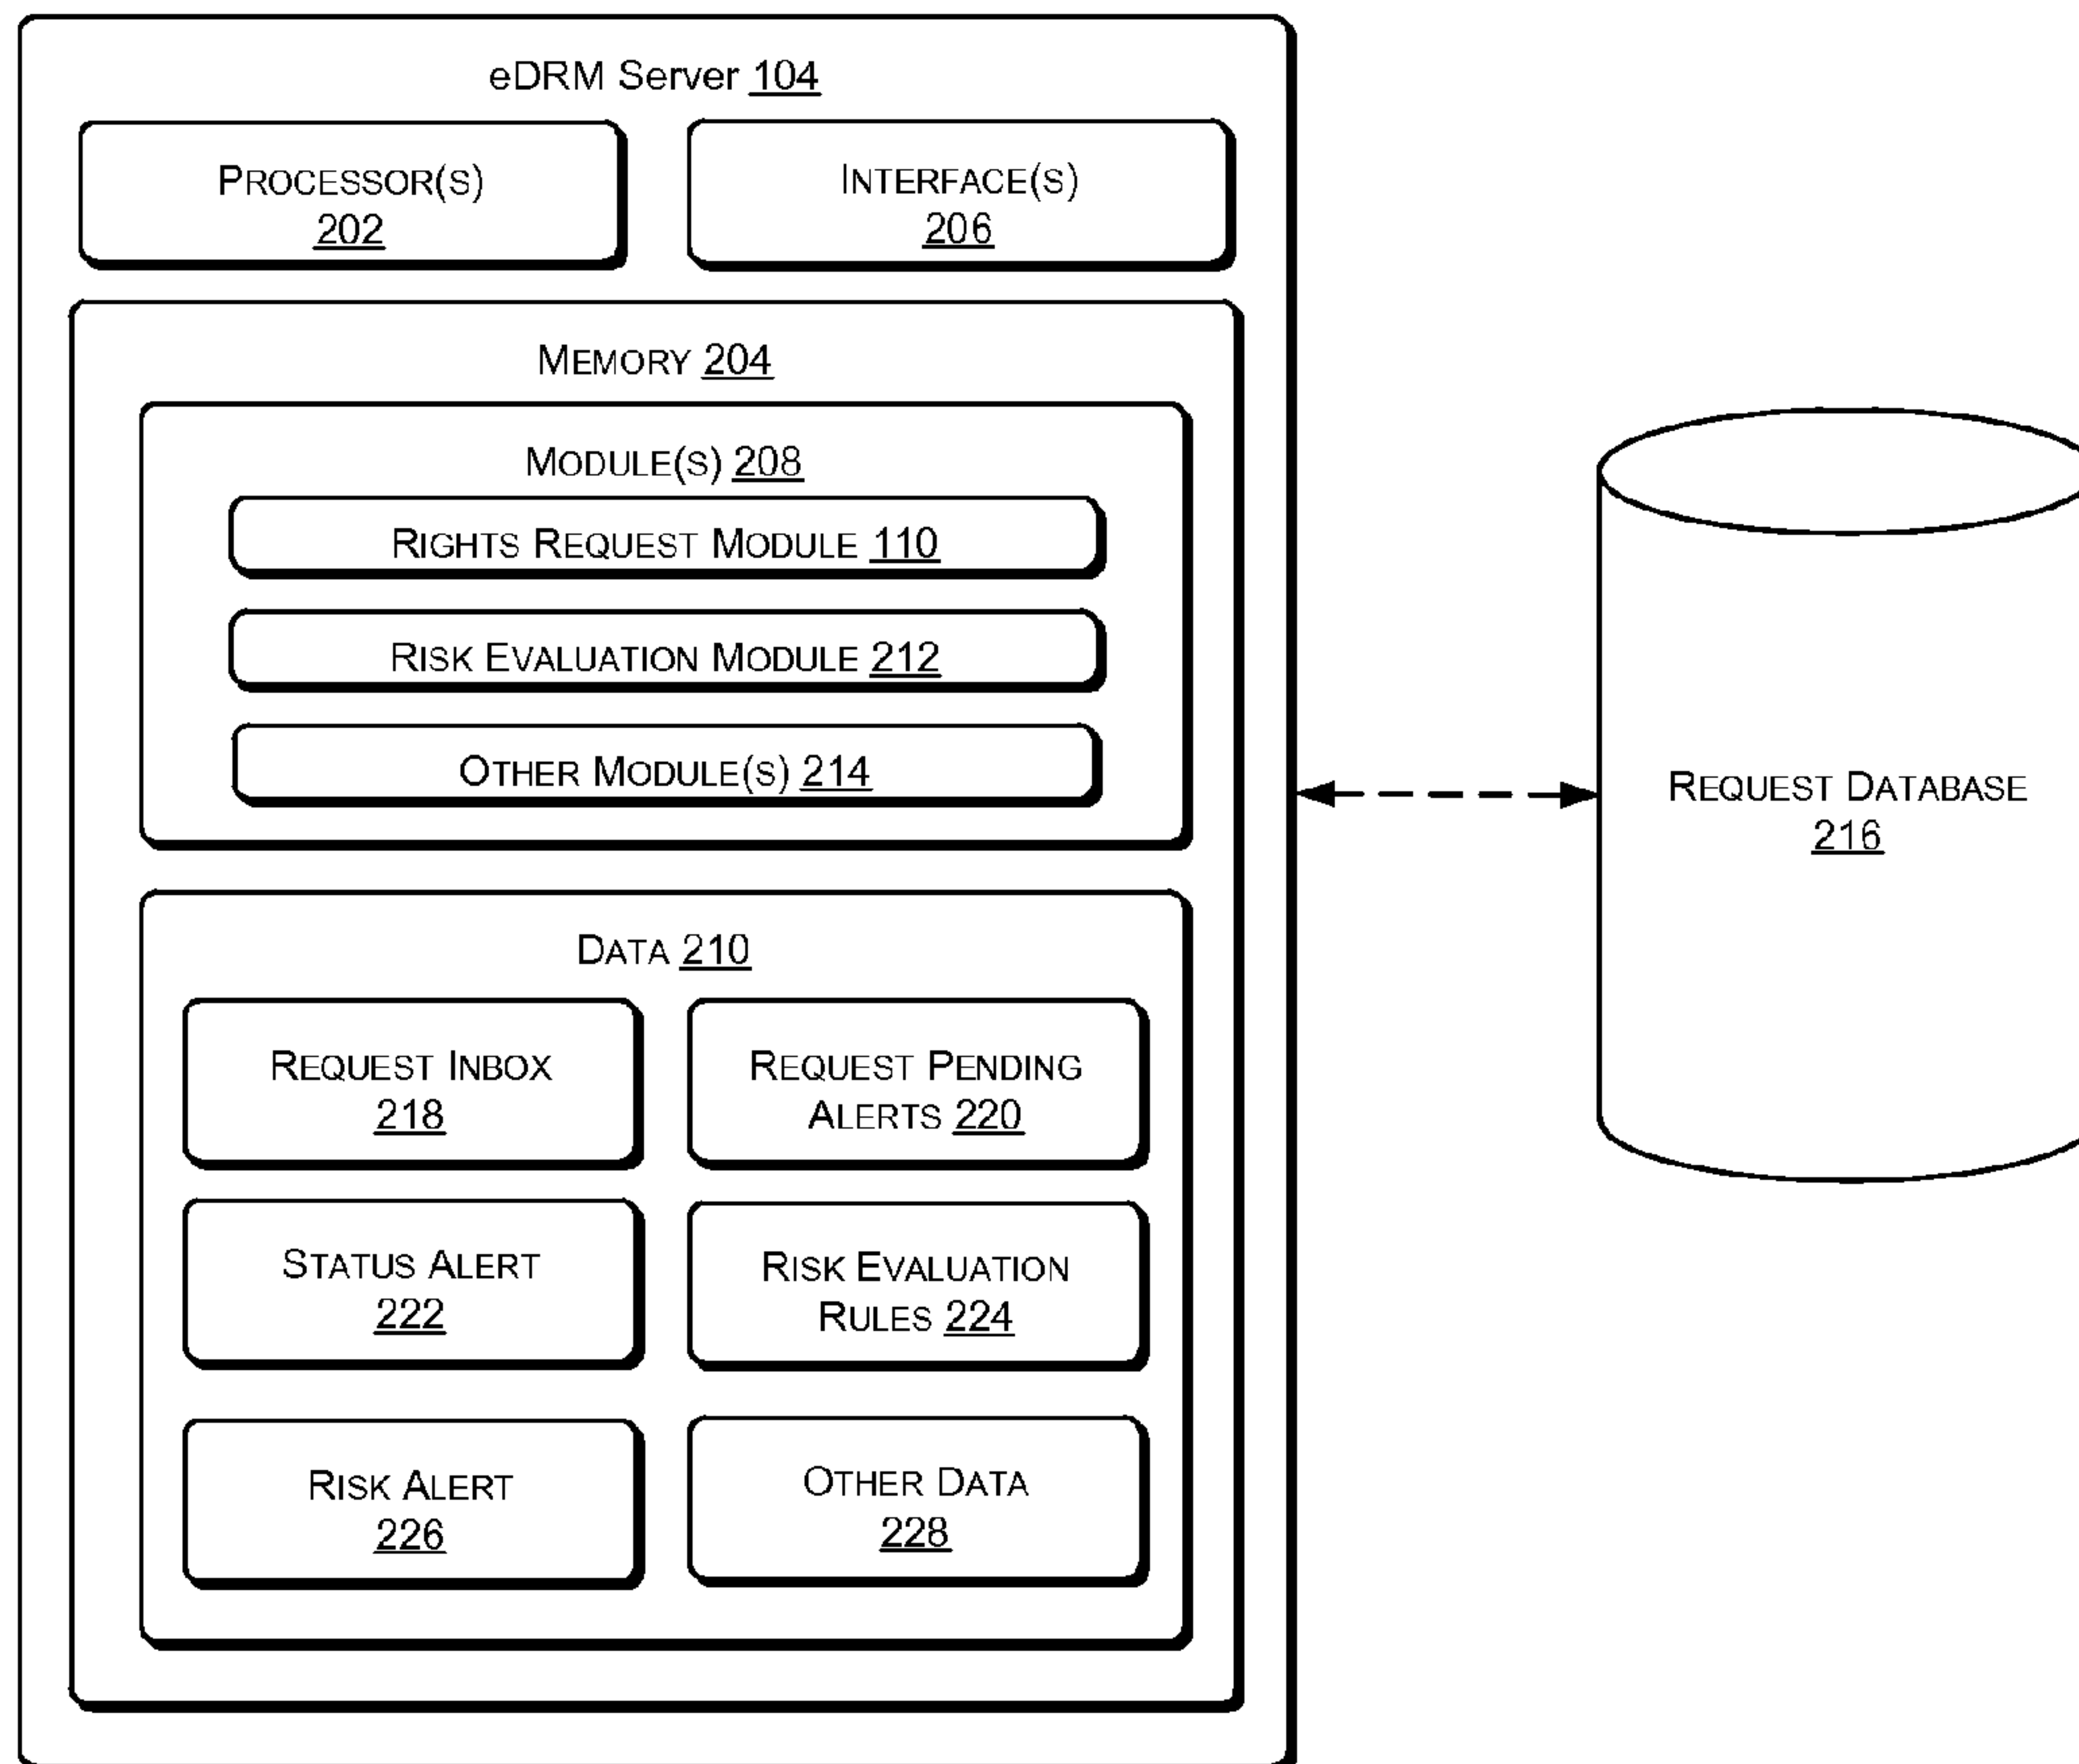 eDRM Server 104
PROCESSOR(S)
202
INTERFACE(S)
206
MEMORY 204
MODULE(S) 208
RIGHTS REQUEST MODULE 110
RISK EVALUATION MODULE 212
OTHER MODULE(S) 214
REQUEST DATABASE
216
DATA 210
REQUEST INBOX
218
REQUEST PENDING
ALERTS 220
STATUS ALERT
222
RISK EVALUATION
RULES 224
RISK ALERT
226
OTHER DATA
228